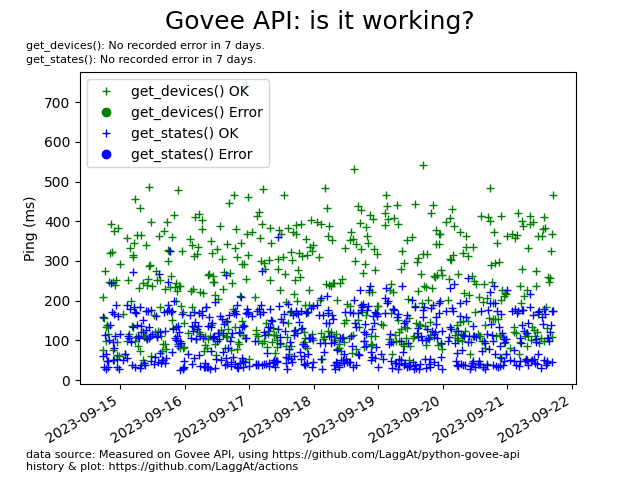 Govee API: is it working?
get_devices(): No recorded error in 7 days.
get_states(): No recorded error in 7 days.
get_devices() OK
get_devices() Error
get_states() OK
get_states() Error
Ping (ms)
700
600
500
400
300
200
100
0
2023-09-15
2023-09-16
2023-09-17
2023-09-18
2023-09-19
2023-09-20
2023-09-21
2023-09-22
data source: Measured on Govee API, using https://github.com/LaggAt/python-govee-api
history & plot: https://github.com/LaggAt/actions